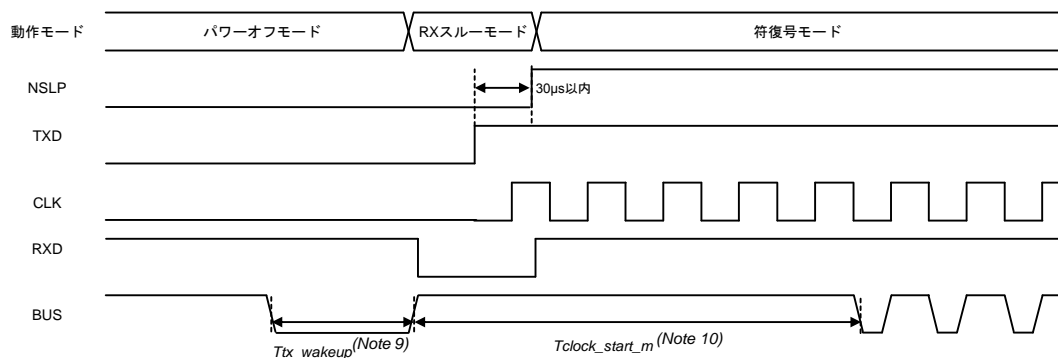 動作モード パワーオフモード RXスルーモード 符復号モード
NSLP 30μs以内
TXD
CLK
RXD
BUS
Ttx_wakeup(Note 9) Tclock_start_m(Note 10)